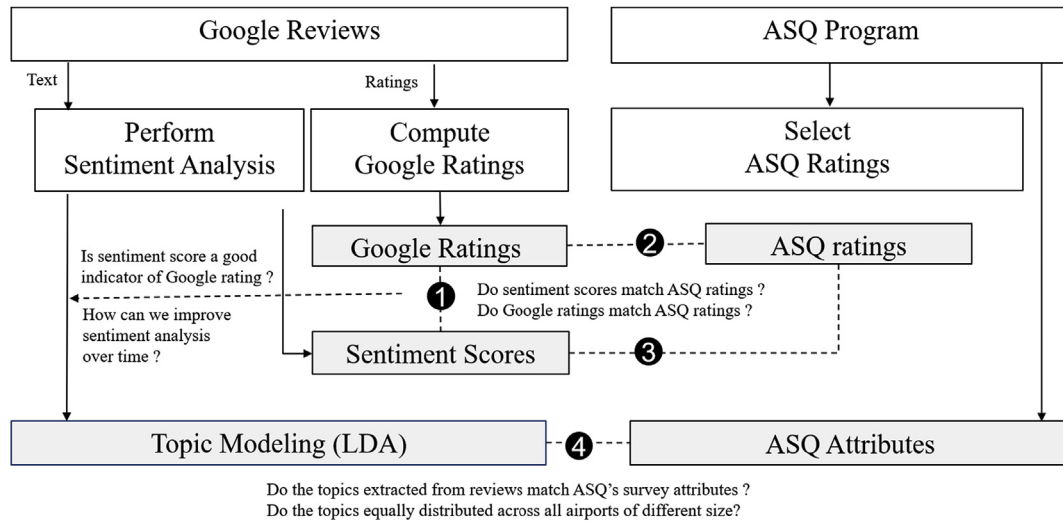 Google Reviews
ASQ Program
Text
Ratings
Perform
Sentiment Analysis
Compute
Google Ratings
Select
ASQ Ratings
Google Ratings
2
ASQ ratings
Is sentiment score a good
indicator of Google rating ?
1
Do sentiment scores match ASQ ratings ?
Do Google ratings match ASQ ratings ?
How can we improve
sentiment analysis
over time ?
Sentiment Scores
3
Topic Modeling (LDA)
4
ASQ Attributes
Do the topics extracted from reviews match ASQ's survey attributes ?
Do the topics equally distributed across all airports of different size?